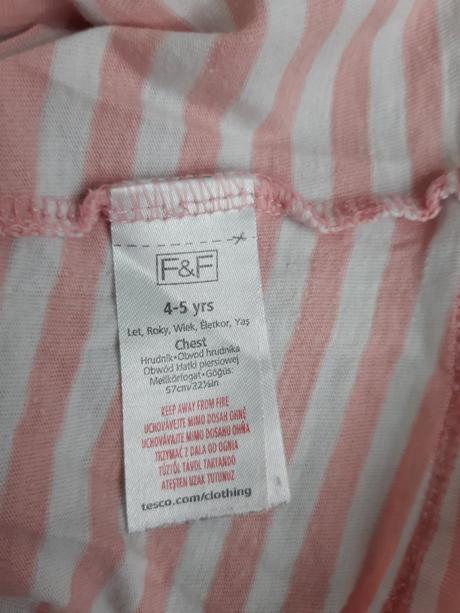 F&F
4-5 yrs
Let, Roky, Wiek, Életkor, Yaş
Chest
Hrudník•Obvod hrudníka
Obwód klatki piersiowej
Mellkörfogat•Göğüs:
57cm/22½in
KEEP AWAY FROM FIRE
UCHOVÁVEJTE MIMO DOSAH OHNĚ
UCHOVÁVAJTE MIMO DOSAHU OHŇA
TRZYMAĆ Z DALA OD OGNIA
TŰZTŐL TÁVOL TARTANDÓ
ATEŞTEN UZAK TUTUNUZ
tesco.com/clothing